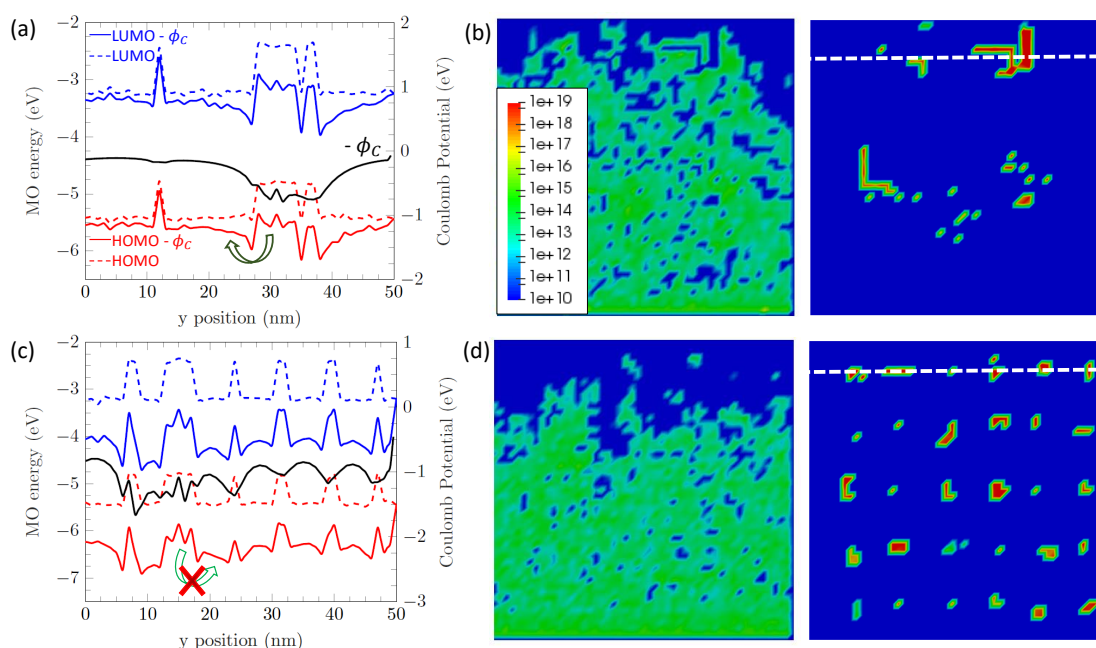 (a)
LUMO - ϕC
LUMO
- ϕC
HOMO - ϕC
HOMO
MO energy (eV)
−2
−3
−4
−5
−6
2
1
0
−1
−2
Coulomb Potential (eV)
0 10 20 30 40 50
y position (nm)
(b)
1e+19
1e+18
1e+17
1e+16
1e+15
1e+14
1e+13
1e+12
1e+11
1e+10
(c)
MO energy (eV)
−2
−3
−4
−5
−6
−7
1
0
−1
−2
−3
Coulomb Potential (eV)
0 10 20 30 40 50
y position (nm)
(d)